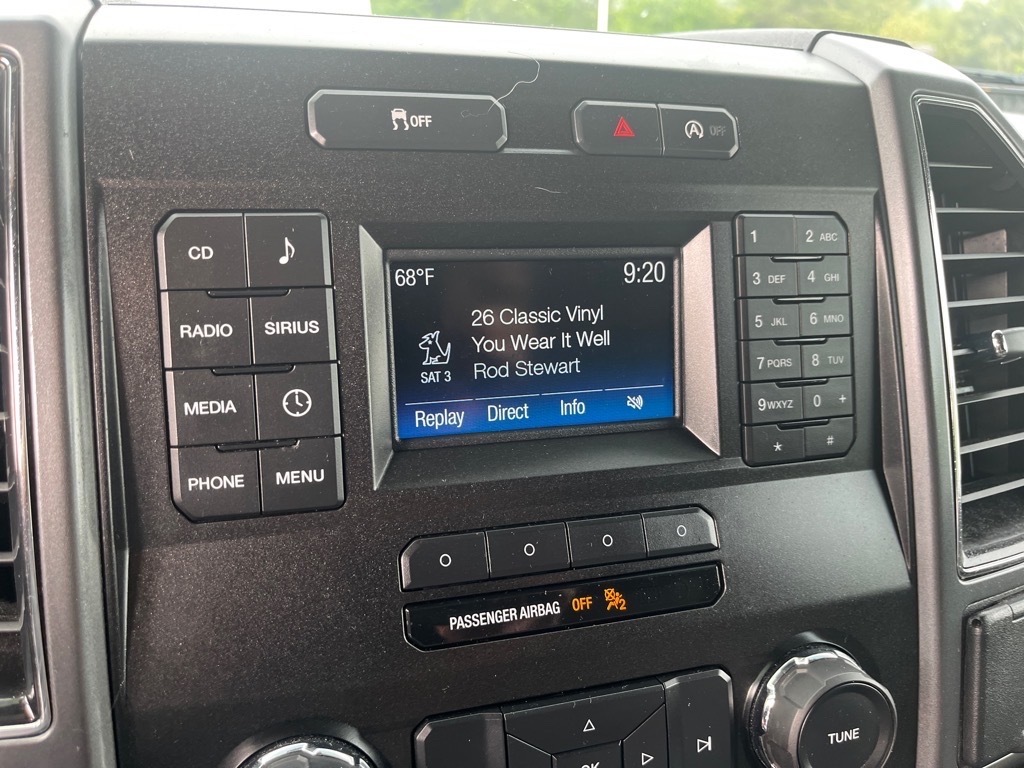 OFF
OFF
CD
RADIO SIRIUS
MEDIA
PHONE MENU
68°F 9:20
26 Classic Vinyl
You Wear It Well
Rod Stewart
SAT 3
Replay Direct Info
1 2 ABC
3 DEF 4 GHI
5 JKL 6 MNO
7 PQRS 8 TUV
9 WXYZ 0 +
* #
PASSENGER AIRBAG OFF 2
OK
TUNE